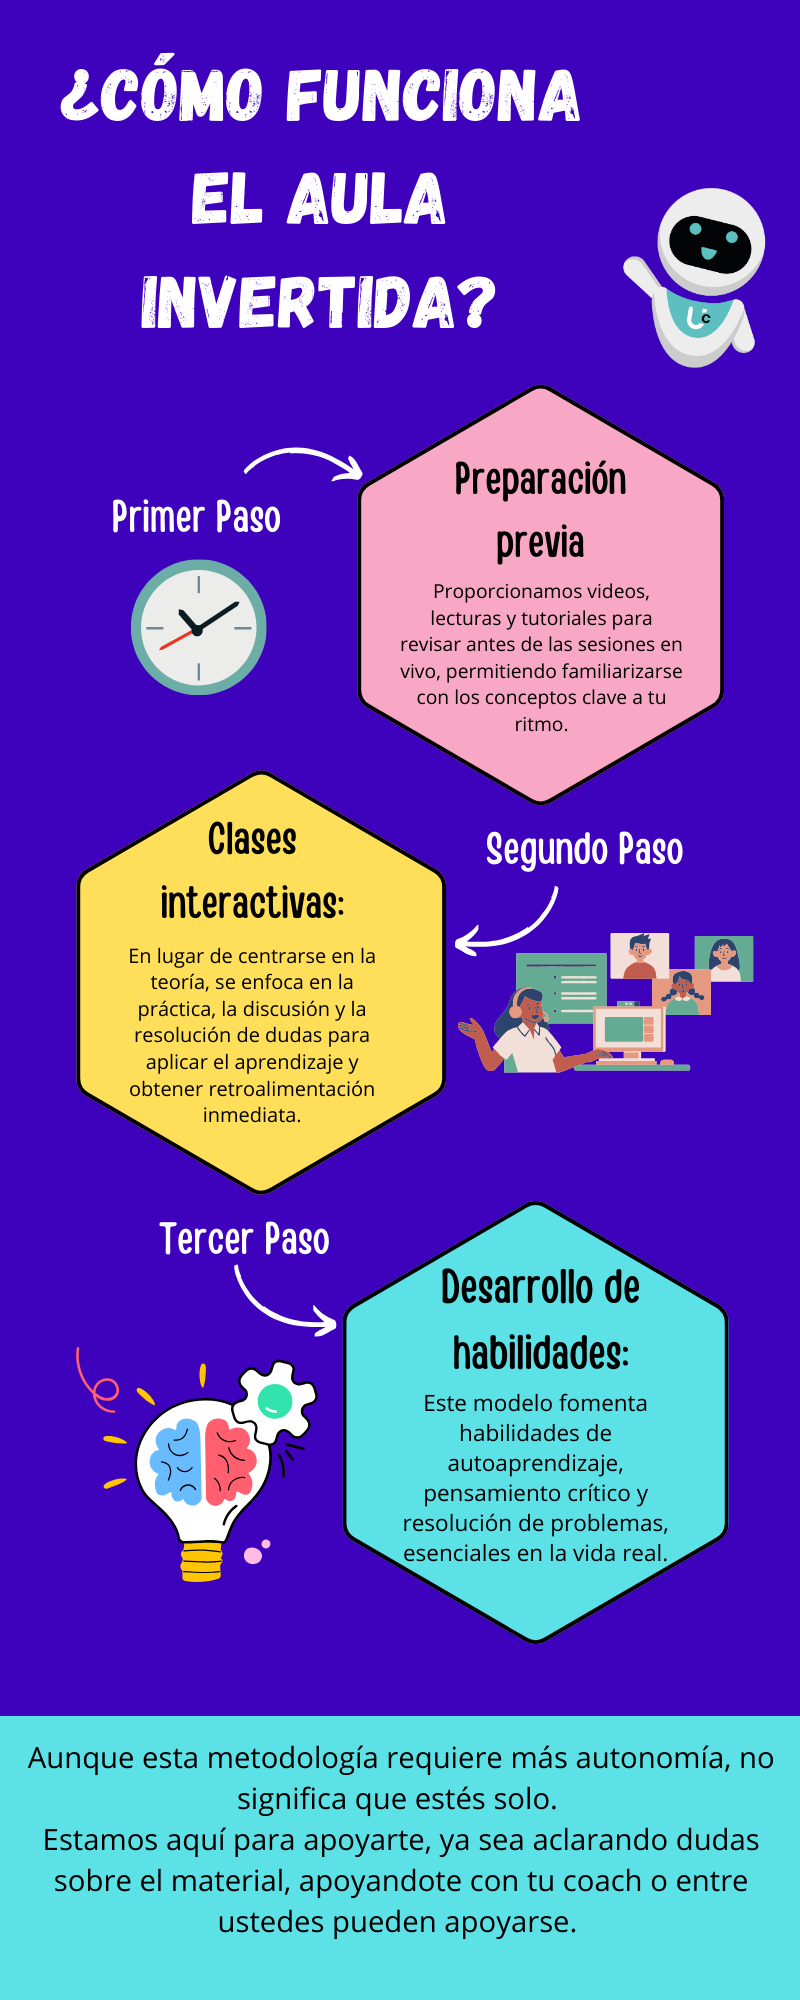 ¿CÓMO FUNCIONA
EL AULA
INVERTIDA?
Uc
Primer Paso
Preparación
previa
Proporcionamos videos,
lecturas y tutoriales para
revisar antes de las sesiones en
vivo, permitiendo familiarizarse
con los conceptos clave a tu
ritmo.
Clases
interactivas:
En lugar de centrarse en la
teoría, se enfoca en la
práctica, la discusión y la
resolución de dudas para
aplicar el aprendizaje y
obtener retroalimentación
inmediata.
Segundo Paso
Tercer Paso
Desarrollo de
habilidades:
Este modelo fomenta
habilidades de
autoaprendizaje,
pensamiento crítico y
resolución de problemas,
esenciales en la vida real.
Aunque esta metodología requiere más autonomía, no
significa que estés solo.
Estamos aquí para apoyarte, ya sea aclarando dudas
sobre el material, apoyandote con tu coach o entre
ustedes pueden apoyarse.